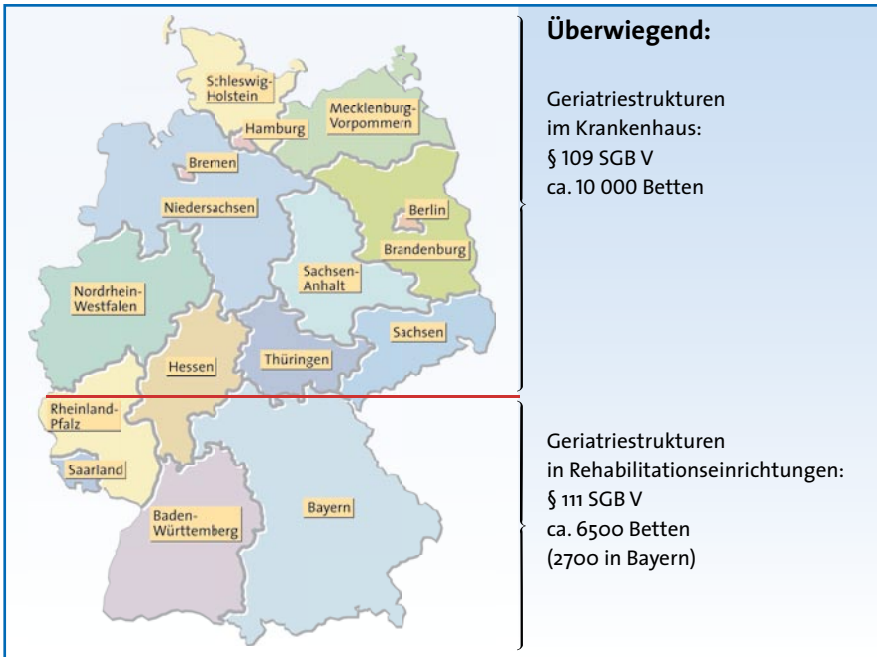 Schleswig-
Holstein
Mecklenburg-
Vorpommern
Hamburg
Bremen
Niedersachsen
Berlin
Brandenburg
Sachsen-
Anhalt
Nordrhein-
Westfalen
Sachsen
Thüringen
Hessen
Rheinland-
Pfalz
Saarland
Baden-
Württemberg
Bayern
Überwiegend:
Geriatriestrukturen
im Krankenhaus:
§ 109 SGB V
ca. 10 000 Betten
Geriatriestrukturen
in Rehabilitationseinrichtungen:
§ 111 SGB V
ca. 6500 Betten
(2700 in Bayern)